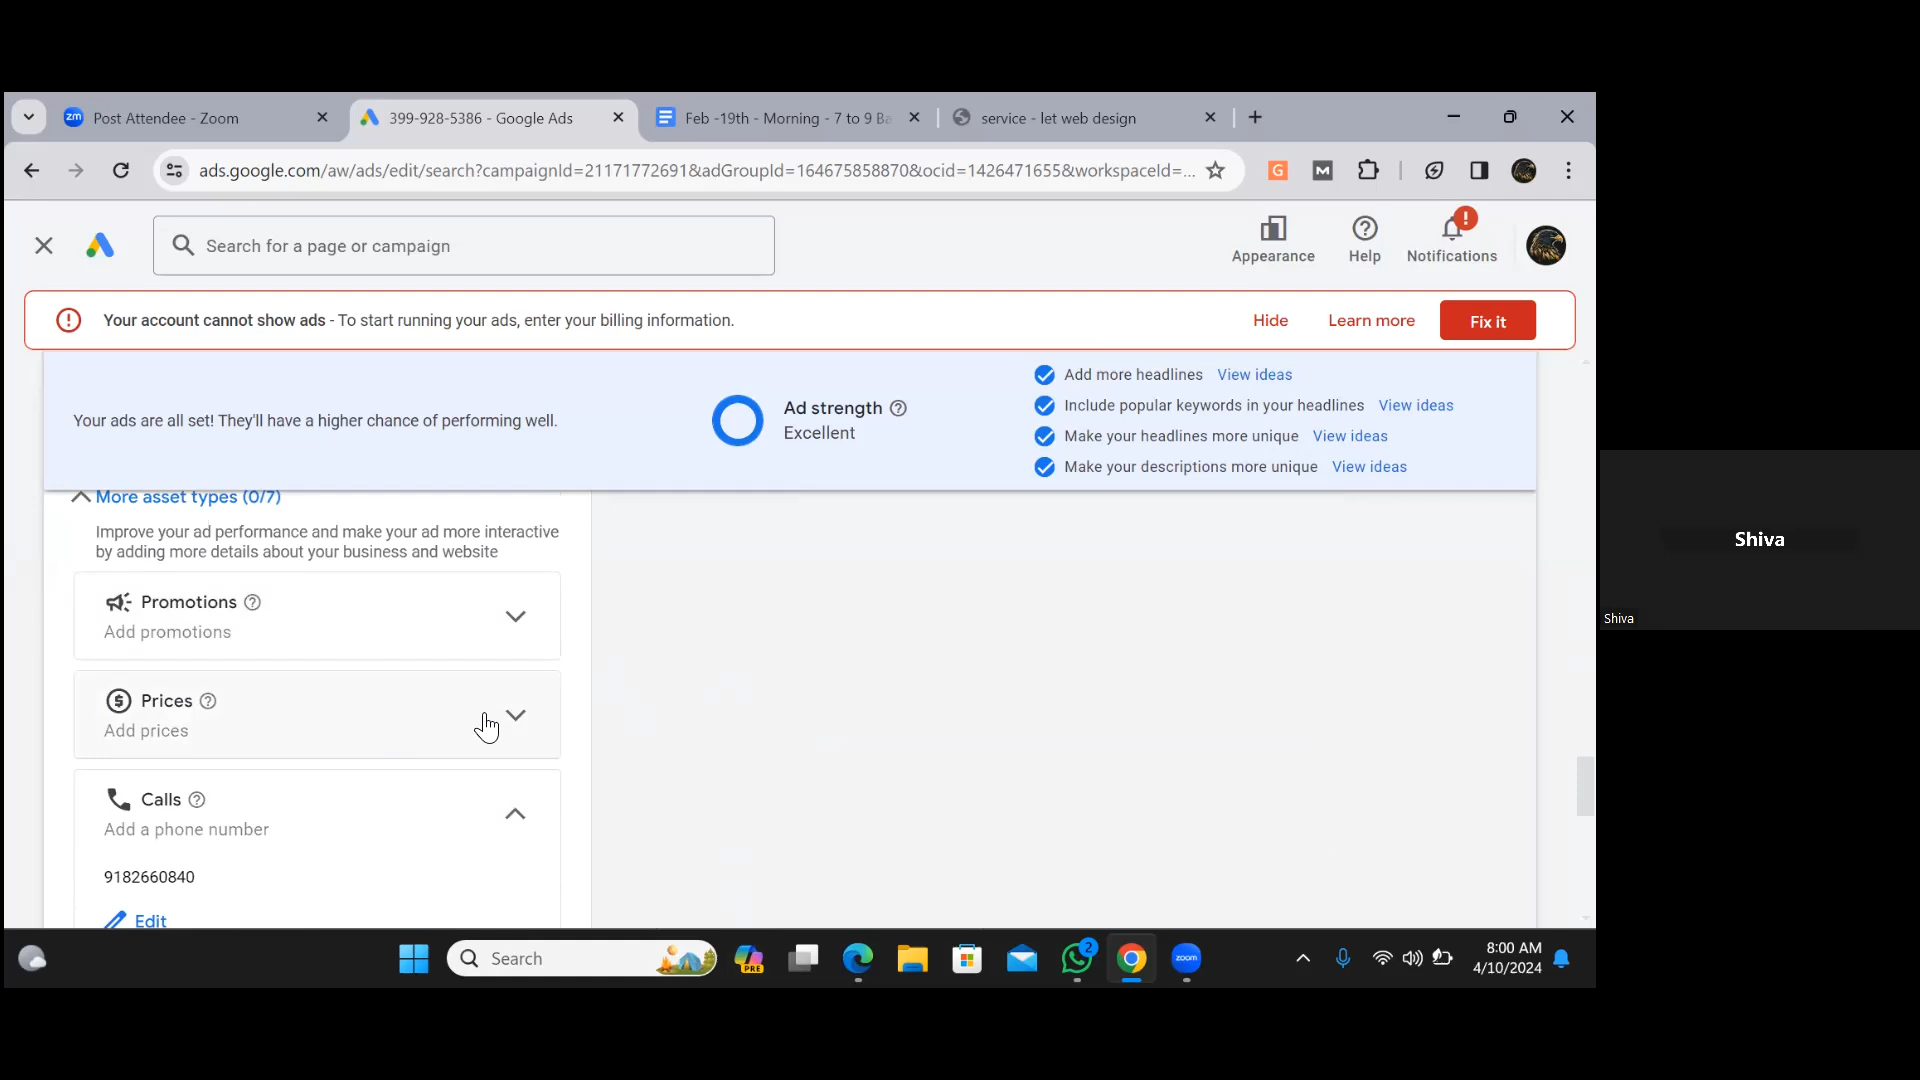 Post Attendee - Zoom
399-928-5386 - Google Ads
Feb -19th - Morning - 7 to 9 Ba
service - let web design
ads.google.com/aw/ads/edit/search?campaignId=21171772691&adGroupId=164675858870&ocid=1426471655&workspaceId=...
Search for a page or campaign
Appearance
Help
Notifications
Your account cannot show ads - To start running your ads, enter your billing information.
Hide
Learn more
Fix it
Your ads are all set! They'll have a higher chance of performing well.
Ad strength
Excellent
Add more headlines View ideas
Include popular keywords in your headlines View ideas
Make your headlines more unique View ideas
Make your descriptions more unique View ideas
More asset types (0/7)
Improve your ad performance and make your ad more interactive
by adding more details about your business and website
Promotions
Add promotions
Prices
Add prices
Calls
Add a phone number
9182660840
Edit
Shiva
Shiva
Search
PRE
2
zoom
8:00 AM
4/10/2024